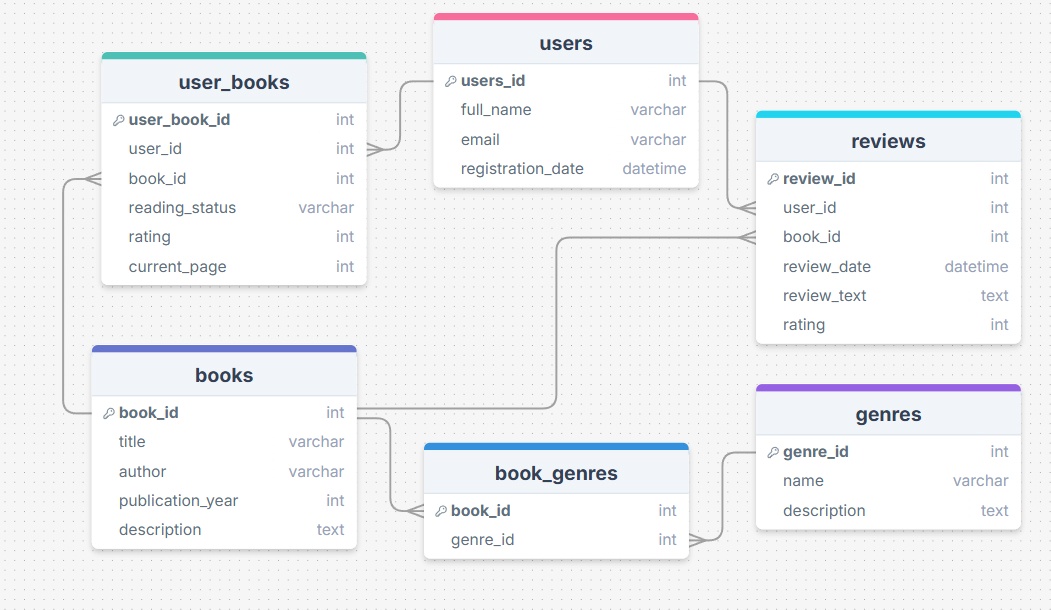 users
users_id int
full_name varchar
email varchar
registration_date datetime
user_books
user_book_id int
user_id int
book_id int
reading_status varchar
rating int
current_page int
reviews
review_id int
user_id int
book_id int
review_date datetime
review_text text
rating int
books
book_id int
title varchar
author varchar
publication_year int
description text
book_genres
book_id int
genre_id int
genres
genre_id int
name varchar
description text